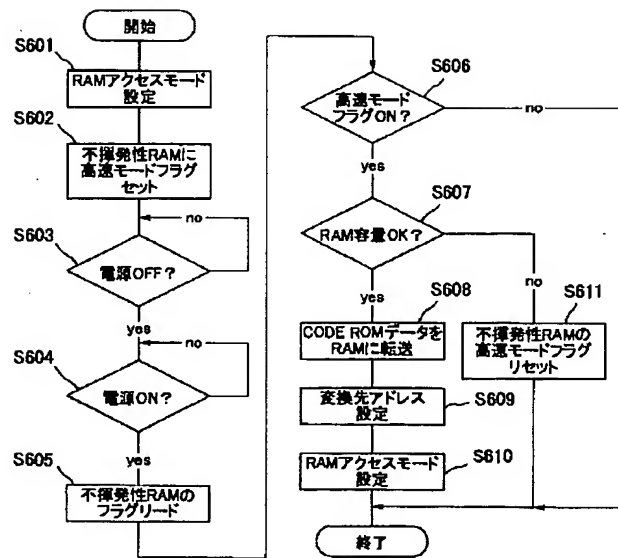 開始
S601
RAMアクセスモード
設定
S602
不揮発性RAMに
高速モードフラグ
セット
no
S603
電源OFF？
yes
no
S604
電源ON？
yes
S605
不揮発性RAMの
フラグリード
S606
高速モード
フラグON？
no
yes
S607
RAM容量OK？
no
yes
S608
CODE ROMデータを
RAMに転送
S611
不揮発性RAMの
高速モードフラグ
リセット
変換先アドレス
設定
S609
RAMアクセスモード
設定
S610
終了